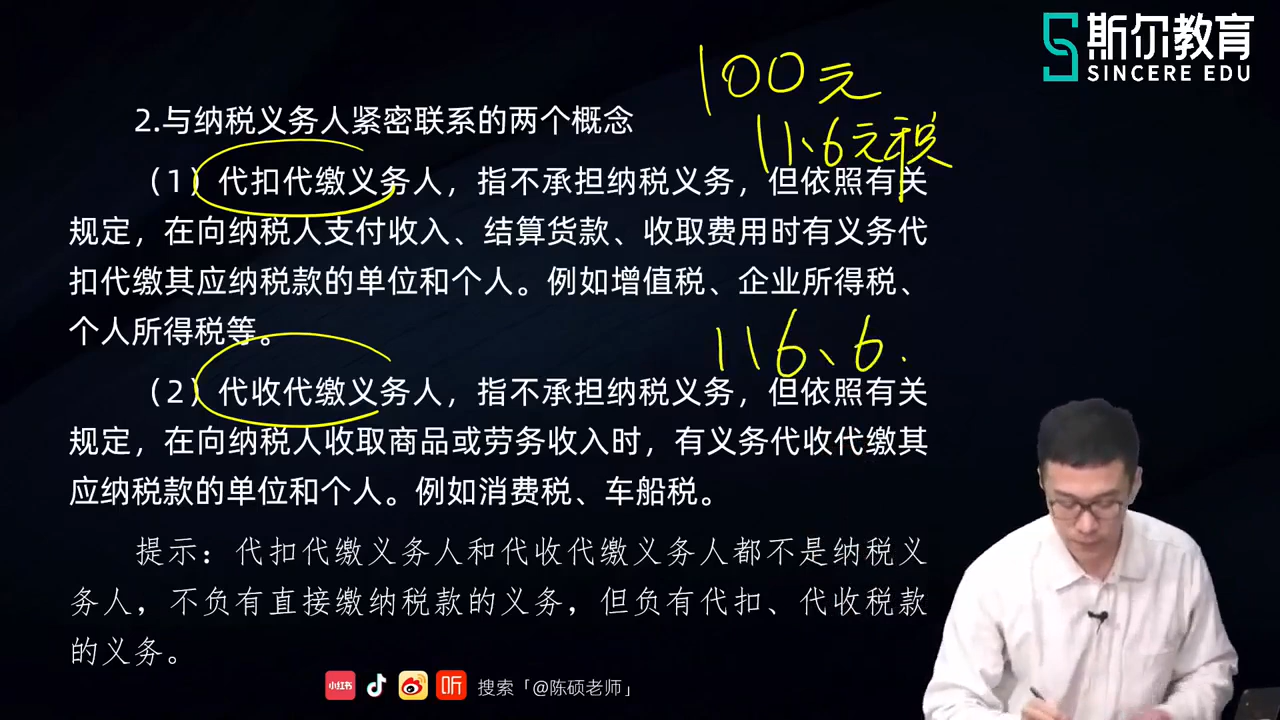 斯尔教育
SINCERE EDU
100元
11.6元税
2.与纳税义务人紧密联系的两个概念
（1）代扣代缴义务人，指不承担纳税义务，但依照有关
规定，在向纳税人支付收入、结算货款、收取费用时有义务代
扣代缴其应纳税款的单位和个人。例如增值税、企业所得税、
个人所得税等。
116.6.
（2）代收代缴义务人，指不承担纳税义务，但依照有关
规定，在向纳税人收取商品或劳务收入时，有义务代收代缴其
应纳税款的单位和个人。例如消费税、车船税。
提示：代扣代缴义务人和代收代缴义务人都不是纳税义
务人，不负有直接缴纳税款的义务，但负有代扣、代收税款
的义务。
小红书 听 搜索「@陈硕老师」